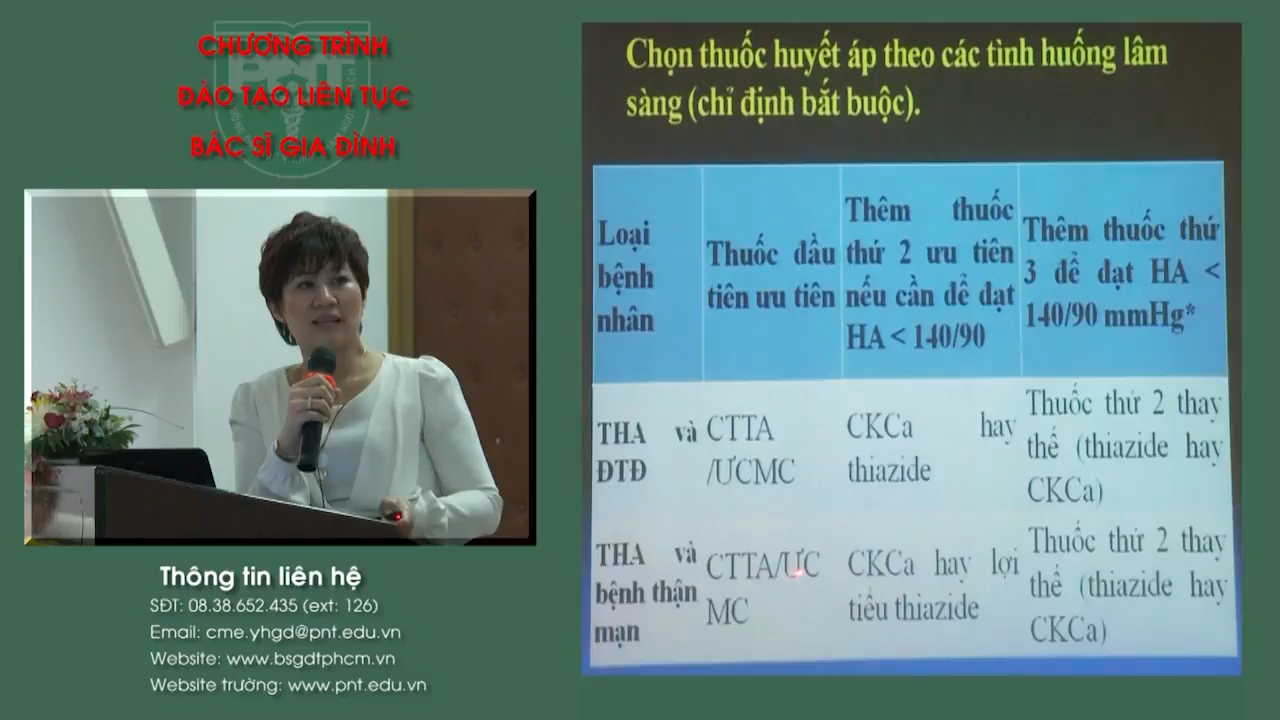 CHƯƠNG TRÌNH
ĐÀO TẠO LIÊN TỤC
BÁC SĨ GIA ĐÌNH
PNT
Thông tin liên hệ
SĐT: 08.38.652.435 (ext: 126)
Email: cme.yhgd@pnt.edu.vn
Website: www.bsgdtphcm.vn
Website trường: www.pnt.edu.vn
Chọn thuốc huyết áp theo các tình huống lâm
sàng (chỉ định bắt buộc).
Loại
bệnh
nhân
Thuốc đầu
tiên ưu tiên
Thêm thuốc
thứ 2 ưu tiên
nếu cần để đạt
HA < 140/90
Thêm thuốc thứ
3 để đạt HA <
140/90 mmHg*
THA và
ĐTĐ
CTTA
/ƯCMC
CKCa hay
thiazide
Thuốc thứ 2 thay
thế (thiazide hay
CKCa)
THA và
bệnh thận
mạn
CTTA/ƯC
MC
CKCa hay lợi
tiểu thiazide
Thuốc thứ 2 thay
thế (thiazide hay
CKCa)